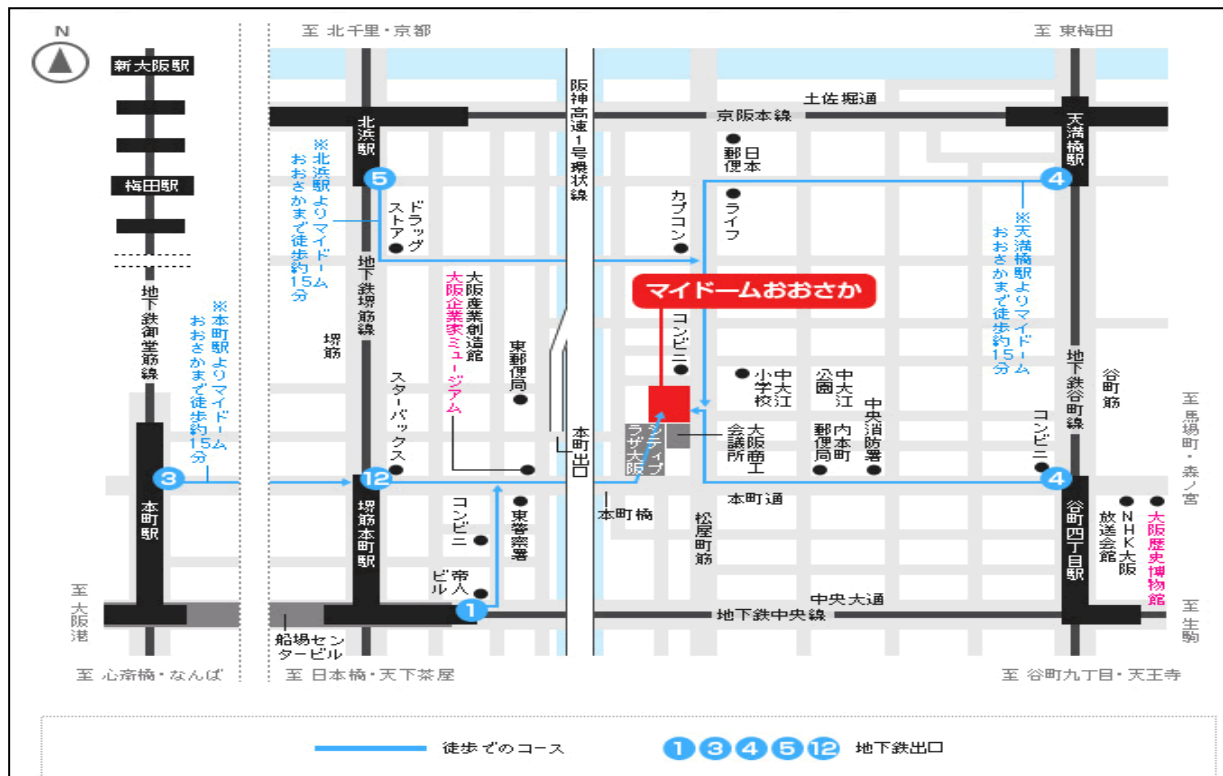 至 北千里・京都
至 東梅田
N
新大阪駅
梅田駅
地下鉄御堂筋線
※本町駅よりマイドーム
おおさかまで徒歩約15分
3
本町駅
至 大阪港
至 心斎橋・なんば
北浜駅
5
※北浜駅よりマイドーム
おおさかまで徒歩約15分
ドラッグ
ストア
地下鉄堺筋線
堺筋
スターバックス
12
堺筋本町駅
大阪産業創造館
大阪企業家ミュージアム
東郵便局
コンビニ
東警察署
帝人
ビル
1
船場セン
タービル
至 日本橋・天下茶屋
阪神高速1号環状線
本町出口
本町橋
土佐堀通
京阪本線
日本
郵便
ライフ
カプコン
マイドームおおさか
コンビニ
シティプ
ラザ大阪
大阪商工
会議所
中大江
小学校
中大江
公園
内本町
郵便局
中央消防署
本町通
松屋町筋
中央大通
地下鉄中央線
天満橋駅
4
※天満橋駅よりマイドーム
おおさかまで徒歩約15分
地下鉄谷町線
谷町筋
コンビニ
4
谷町四丁目駅
NHK大阪
放送会館
大阪歴史博物館
至 馬場町・森ノ宮
至 生駒
至 谷町九丁目・天王寺
徒歩でのコース
1 3 4 5 12 地下鉄出口